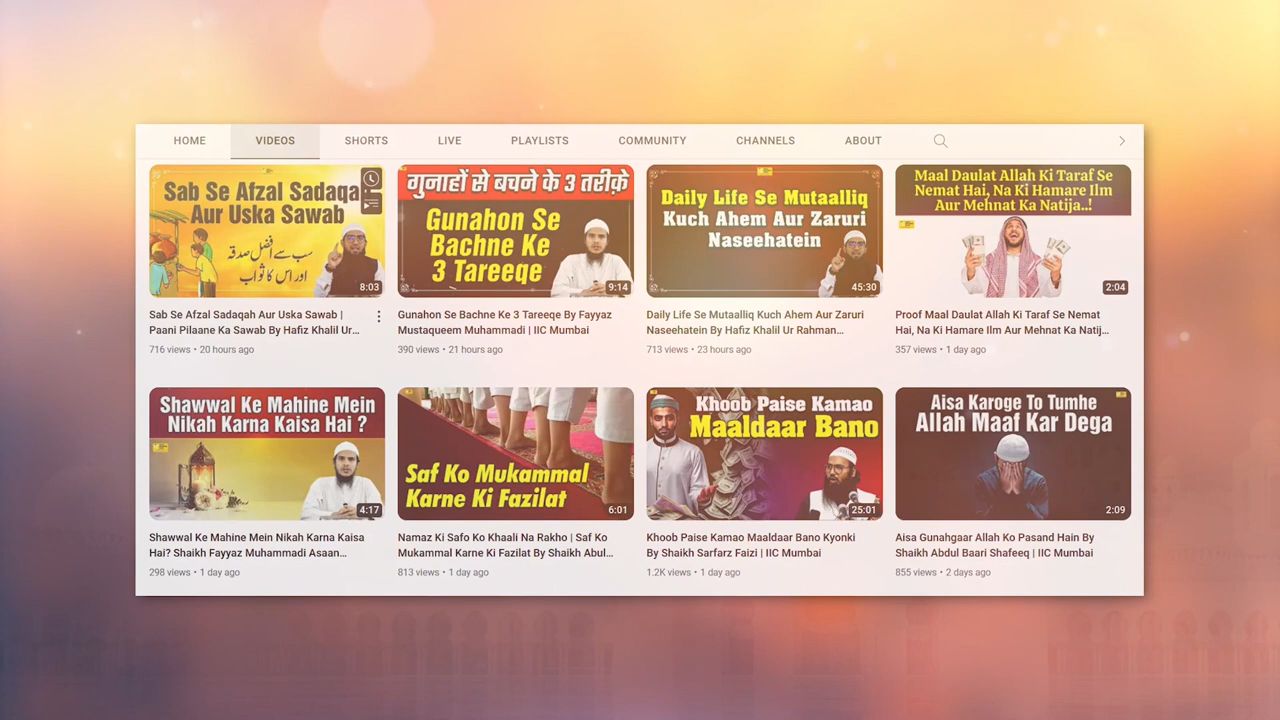 HOME VIDEOS SHORTS LIVE PLAYLISTS COMMUNITY CHANNELS ABOUT
Sab Se Afzal Sadaqa
Aur Uska Sawab
سب سے افضل صدقہ
اور اس کا ثواب
8:03
Sab Se Afzal Sadaqah Aur Uska Sawab |
Paani Pilaane Ka Sawab By Hafiz Khalil Ur...
716 views • 20 hours ago
गुनाहों से बचने के 3 तरीक़े
Gunahon Se
Bachne Ke
3 Tareeqe
9:14
Gunahon Se Bachne Ke 3 Tareeqe By Fayyaz
Mustaqueem Muhammadi | IIC Mumbai
390 views • 21 hours ago
Daily Life Se Mutaalliq
Kuch Ahem Aur Zaruri
Naseehatein
45:30
Daily Life Se Mutaalliq Kuch Ahem Aur Zaruri
Naseehatein By Hafiz Khalil Ur Rahman...
713 views • 23 hours ago
Maal Daulat Allah Ki Taraf Se
Nemat Hai, Na Ki Hamare Ilm
Aur Mehnat Ka Natija..!
2:04
Proof Maal Daulat Allah Ki Taraf Se Nemat
Hai, Na Ki Hamare Ilm Aur Mehnat Ka Natij...
357 views • 1 day ago
Shawwal Ke Mahine Mein
Nikah Karna Kaisa Hai ?
4:17
Shawwal Ke Mahine Mein Nikah Karna Kaisa
Hai? Shaikh Fayyaz Muhammadi Asaan...
298 views • 1 day ago
Saf Ko Mukammal
Karne Ki Fazilat
6:01
Namaz Ki Safo Ko Khaali Na Rakho | Saf Ko
Mukammal Karne Ki Fazilat By Shaikh Abul...
813 views • 1 day ago
Khoob Paise Kamao
Maaldaar Bano
25:01
Khoob Paise Kamao Maaldaar Bano Kyonki
By Shaikh Sarfarz Faizi | IIC Mumbai
1.2K views • 1 day ago
Aisa Karoge To Tumhe
Allah Maaf Kar Dega
2:09
Aisa Gunahgaar Allah Ko Pasand Hain By
Shaikh Abdul Baari Shafeeq | IIC Mumbai
855 views • 2 days ago